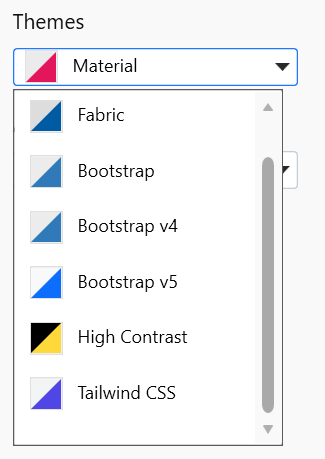 Themes
Material
Fabric
Bootstrap
Bootstrap v4
Bootstrap v5
High Contrast
Tailwind CSS